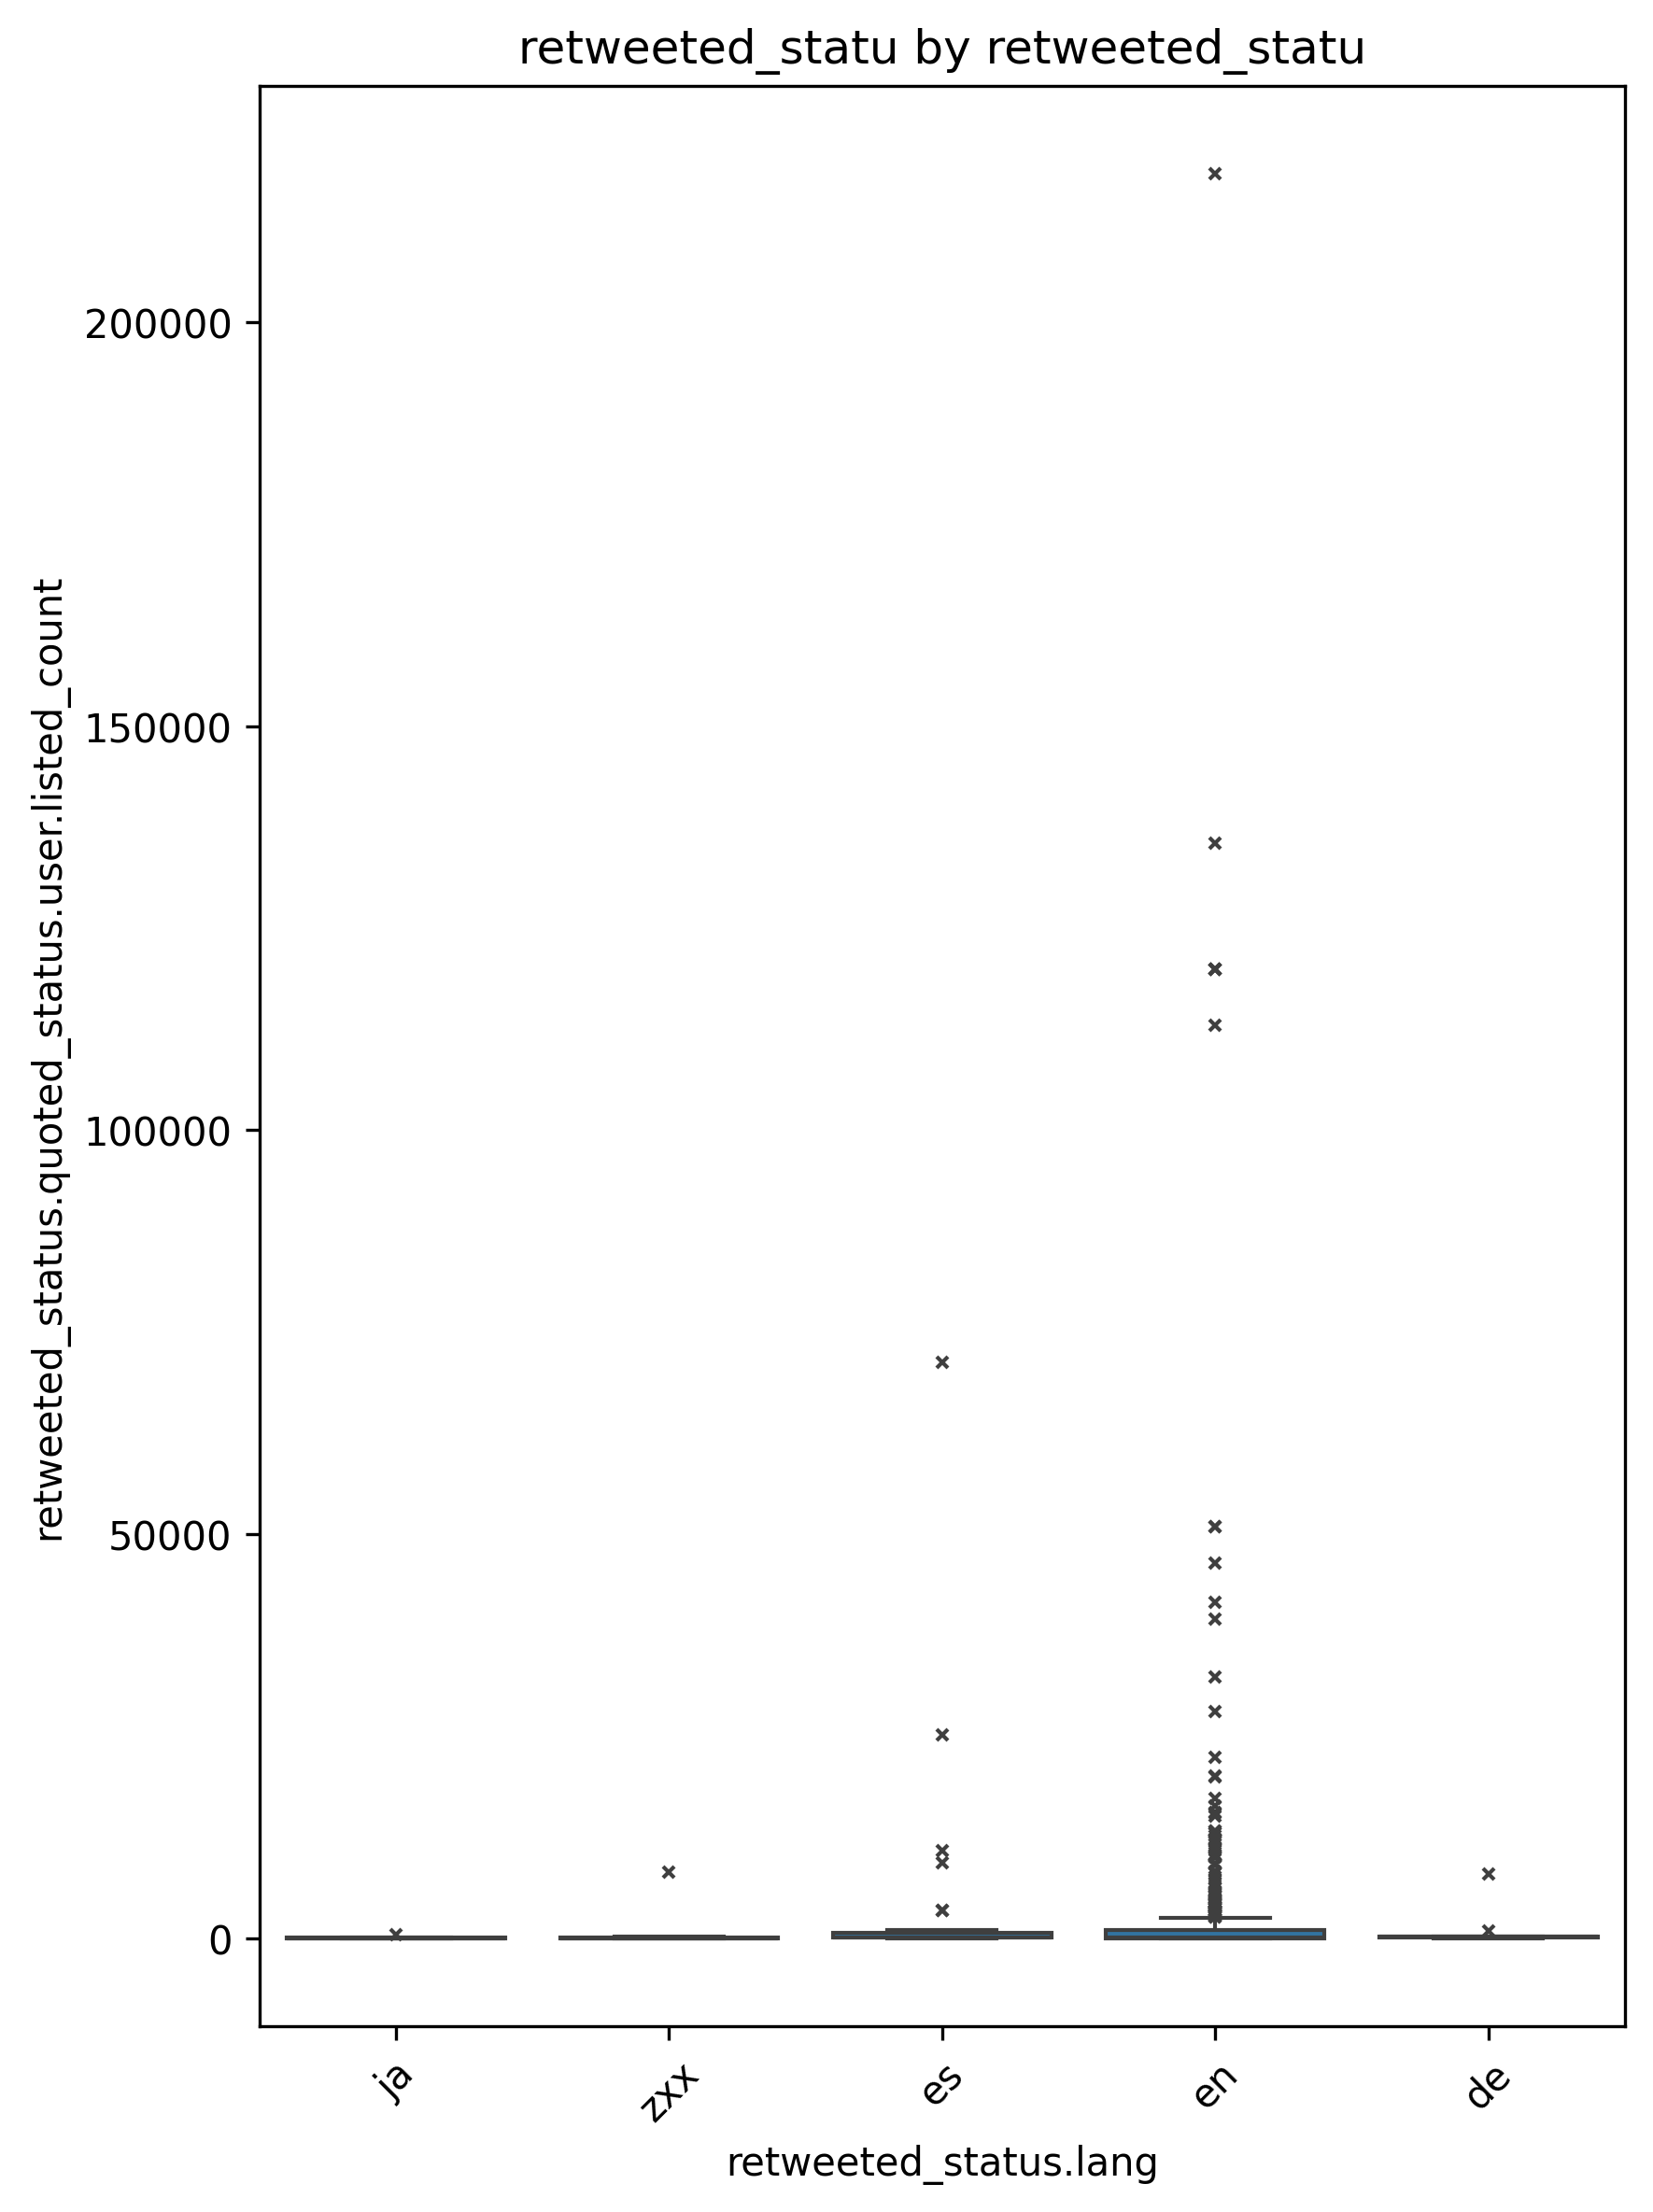 retweeted_statu by retweeted_statu
retweeted_status.quoted_status.user.listed_count
200000
150000
100000
50000
0
ja
zxx
es
en
de
retweeted_status.lang